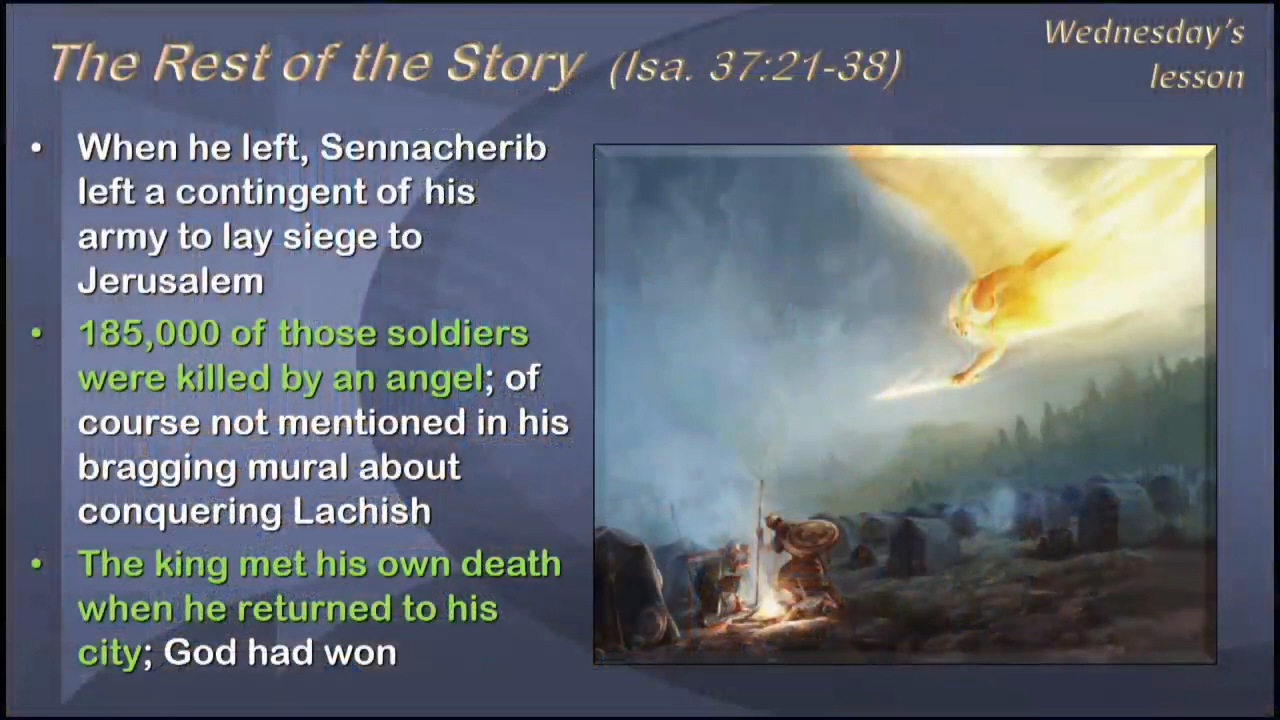 The Rest of the Story (Isa. 37:21-38)
Wednesday's
lesson
• When he left, Sennacherib
left a contingent of his
army to lay siege to
Jerusalem
• 185,000 of those soldiers
were killed by an angel; of
course not mentioned in his
bragging mural about
conquering Lachish
• The king met his own death
when he returned to his
city; God had won